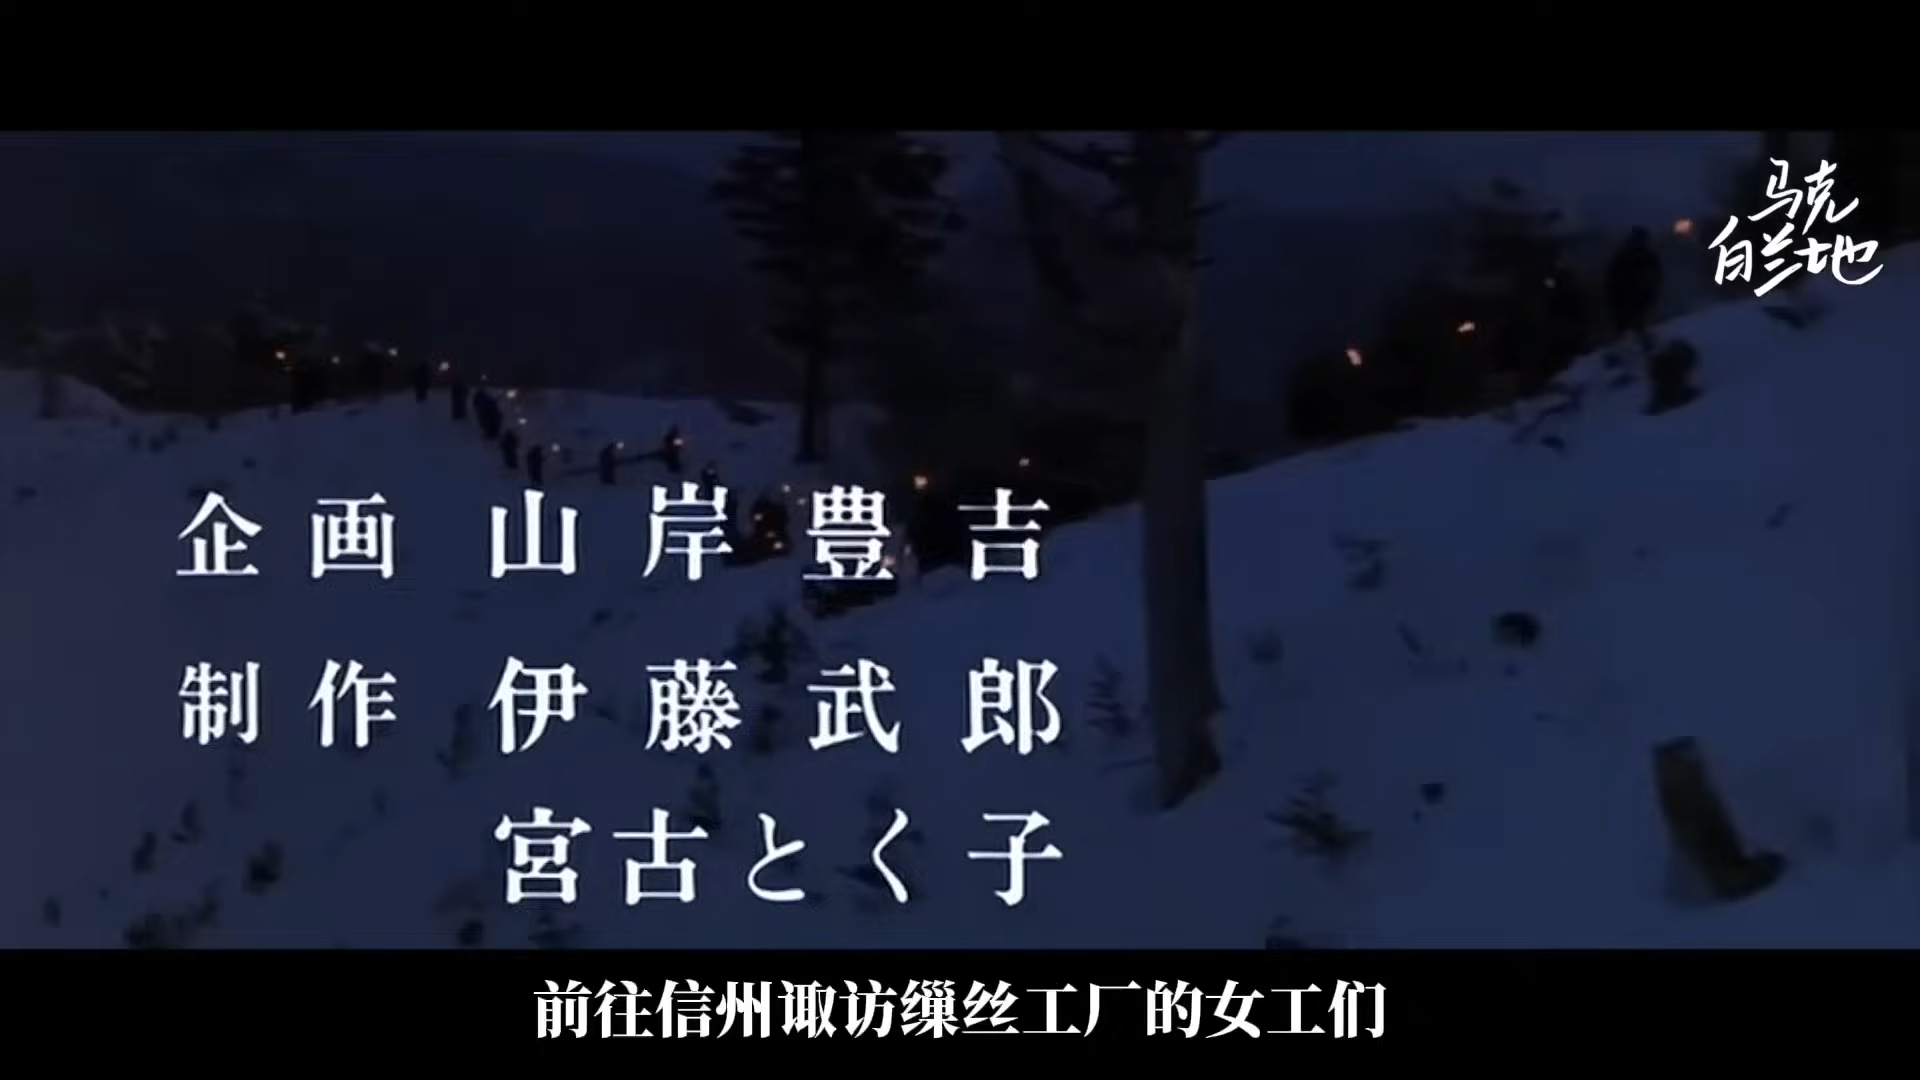 马克
白兰地
企画 山岸豊吉
制作 伊藤武郎
宮古とく子
前往信州诹访缫丝工厂的女工们